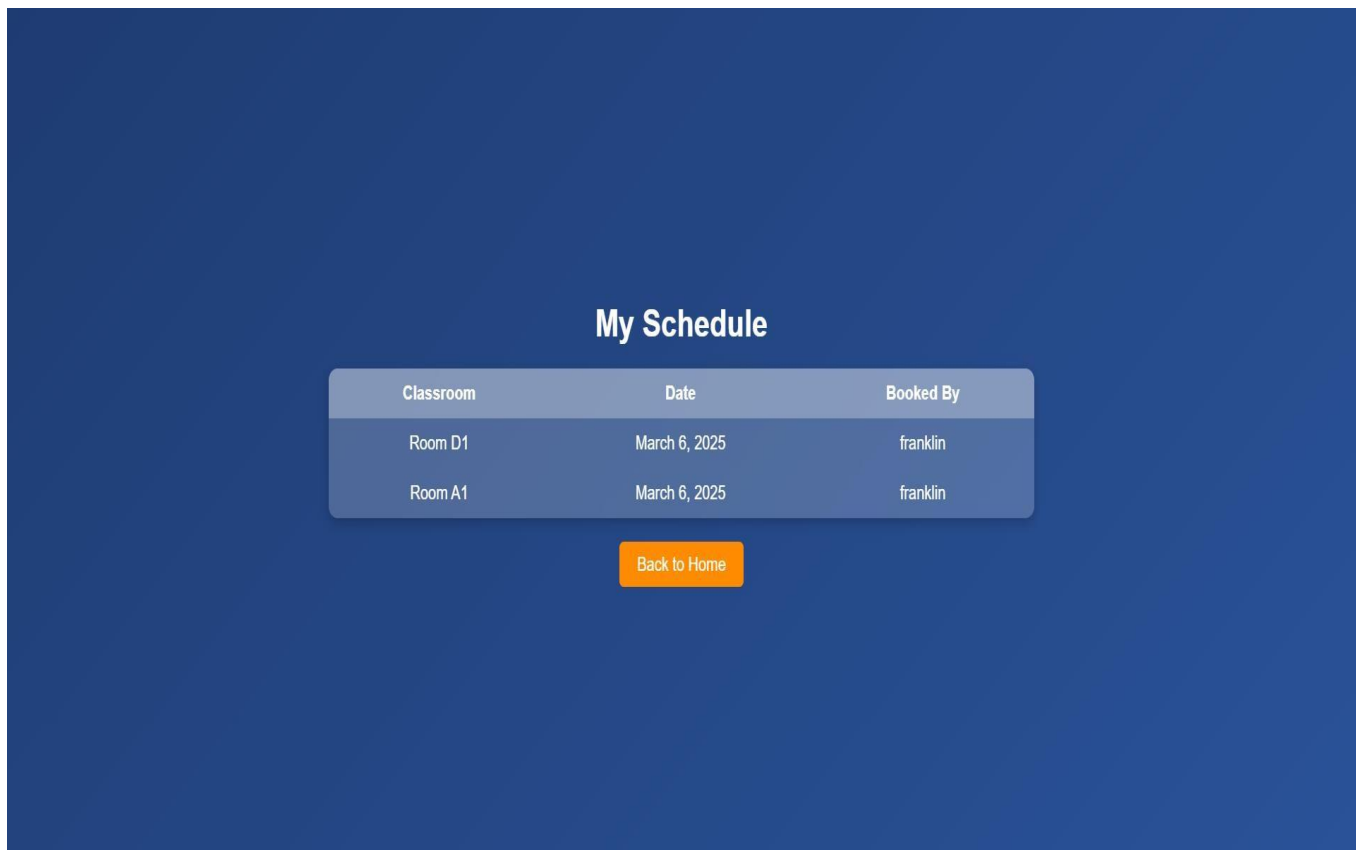 My Schedule
Classroom Date Booked By
Room D1 March 6, 2025 franklin
Room A1 March 6, 2025 franklin
Back to Home